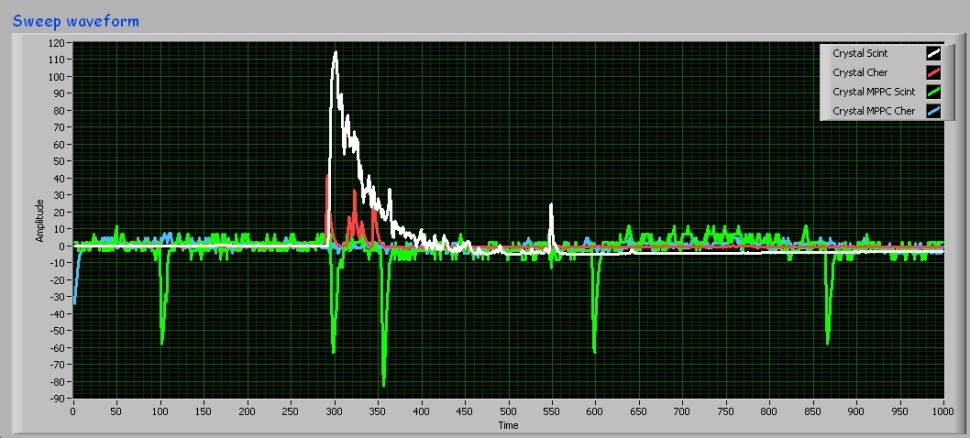 Sweep waveform
Crystal Scint
Crystal Cher
Crystal MPPC Scint
Crystal MPPC Cher
Amplitude
120
110
100
90
80
70
60
50
40
30
20
10
0
-10
-20
-30
-40
-50
-60
-70
-80
-90
0 50 100 150 200 250 300 350 400 450 500 550 600 650 700 750 800 850 900 950 1000
Time